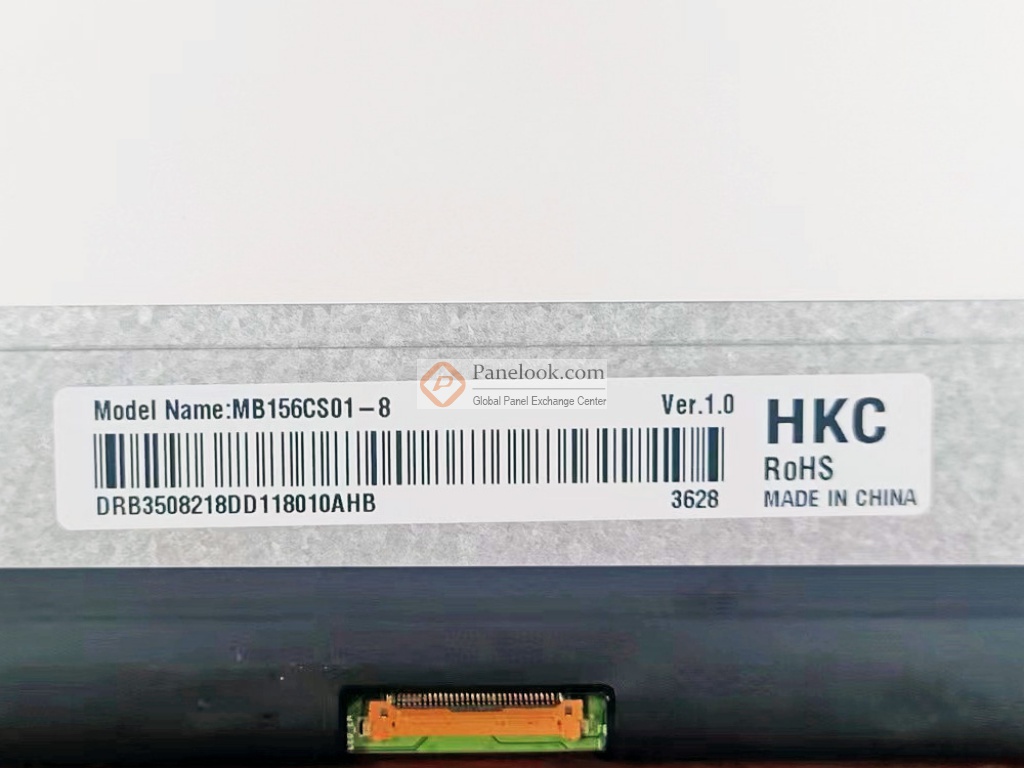 Panelook.com
Global Panel Exchange Center
Model Name:MB156CS01-8
Ver.1.0
DRB3508218DD118010AHB
3628
HKC
RoHS
MADE IN CHINA